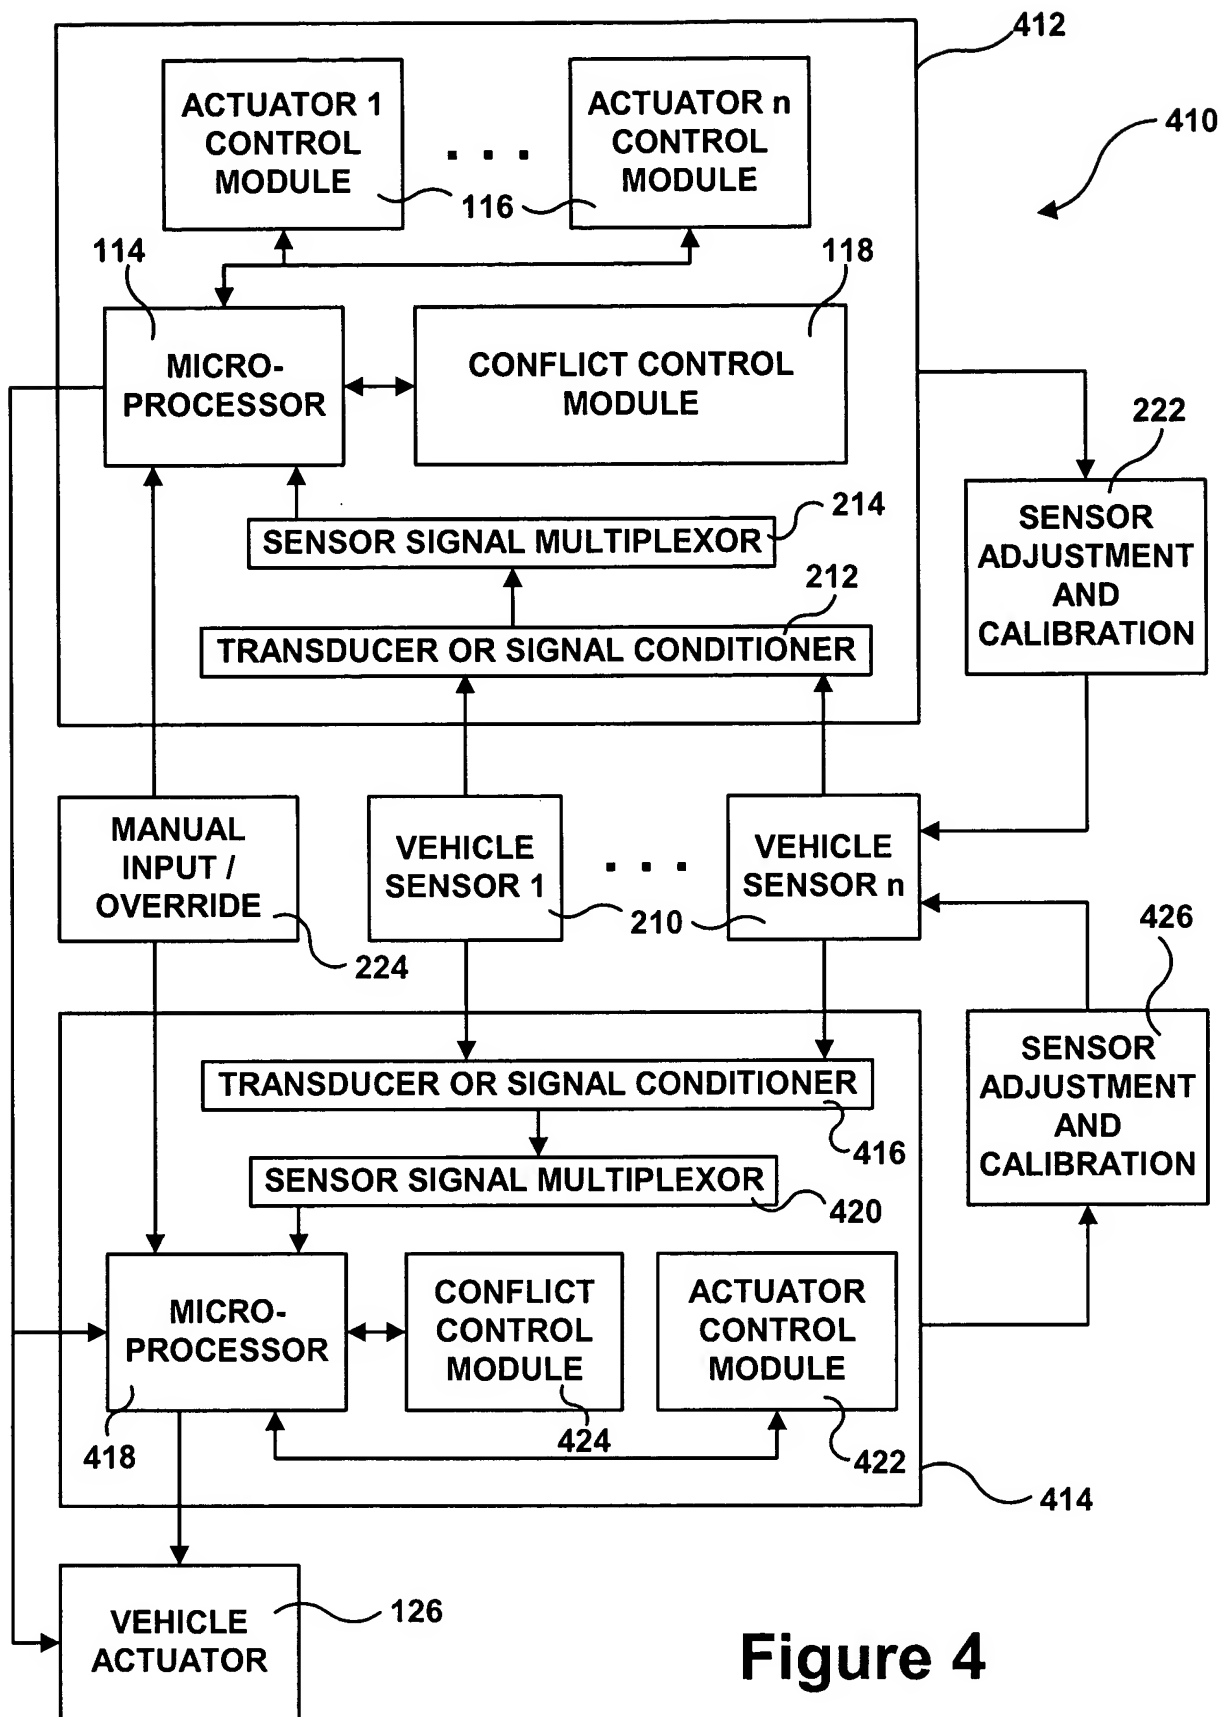 412
ACTUATOR 1
CONTROL
MODULE
. . .
ACTUATOR n
CONTROL
MODULE
410
116
114
118
MICRO-
PROCESSOR
CONFLICT CONTROL
MODULE
222
SENSOR
ADJUSTMENT
AND
CALIBRATION
214
SENSOR SIGNAL MULTIPLEXOR
212
TRANSDUCER OR SIGNAL CONDITIONER
MANUAL
INPUT /
OVERRIDE
VEHICLE
SENSOR 1
. . .
VEHICLE
SENSOR n
210
224
426
SENSOR
ADJUSTMENT
AND
CALIBRATION
TRANSDUCER OR SIGNAL CONDITIONER
416
SENSOR SIGNAL MULTIPLEXOR
420
MICRO-
PROCESSOR
CONFLICT
CONTROL
MODULE
ACTUATOR
CONTROL
MODULE
418
424
422
414
VEHICLE
ACTUATOR
126
Figure 4